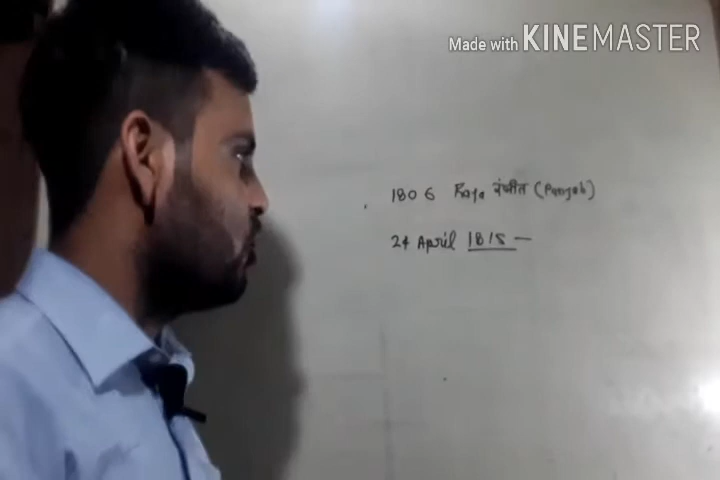 Made with KINEMASTER
1806 Raja रंजीत (Punjab)
24 April 1815 —